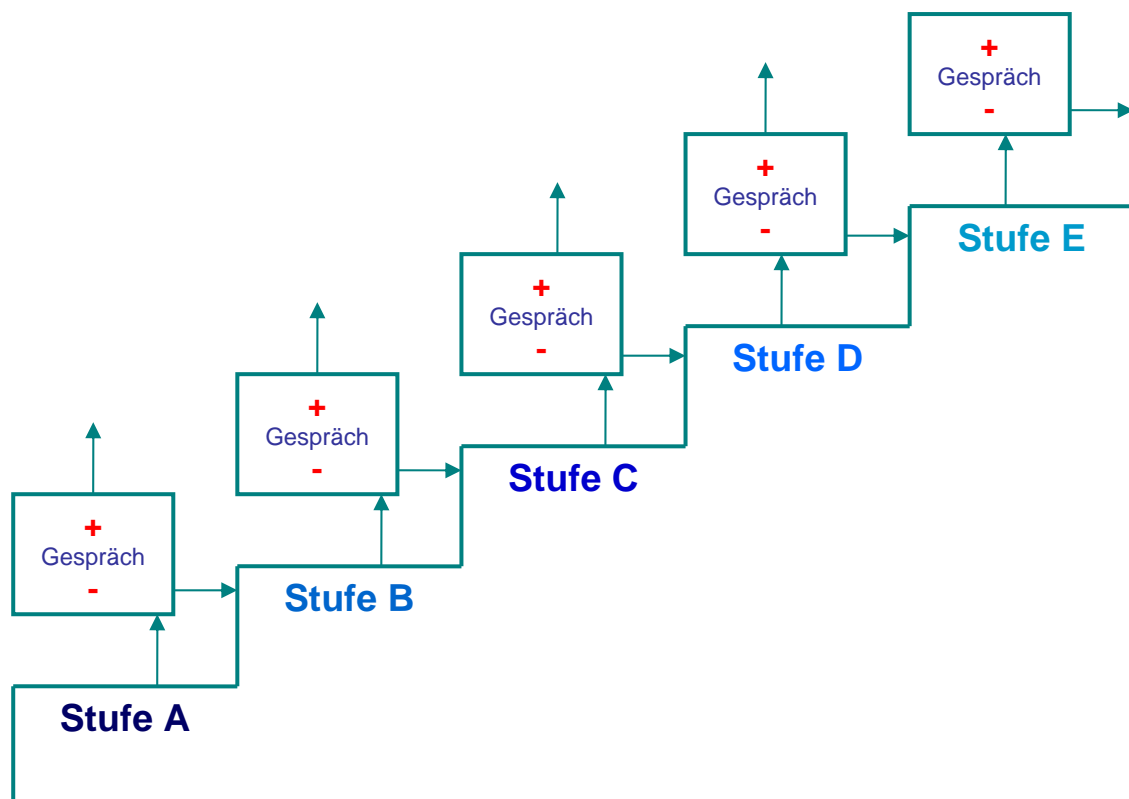 +
Gespräch
-
Stufe A
+
Gespräch
-
Stufe B
+
Gespräch
-
Stufe C
+
Gespräch
-
Stufe D
+
Gespräch
-
Stufe E